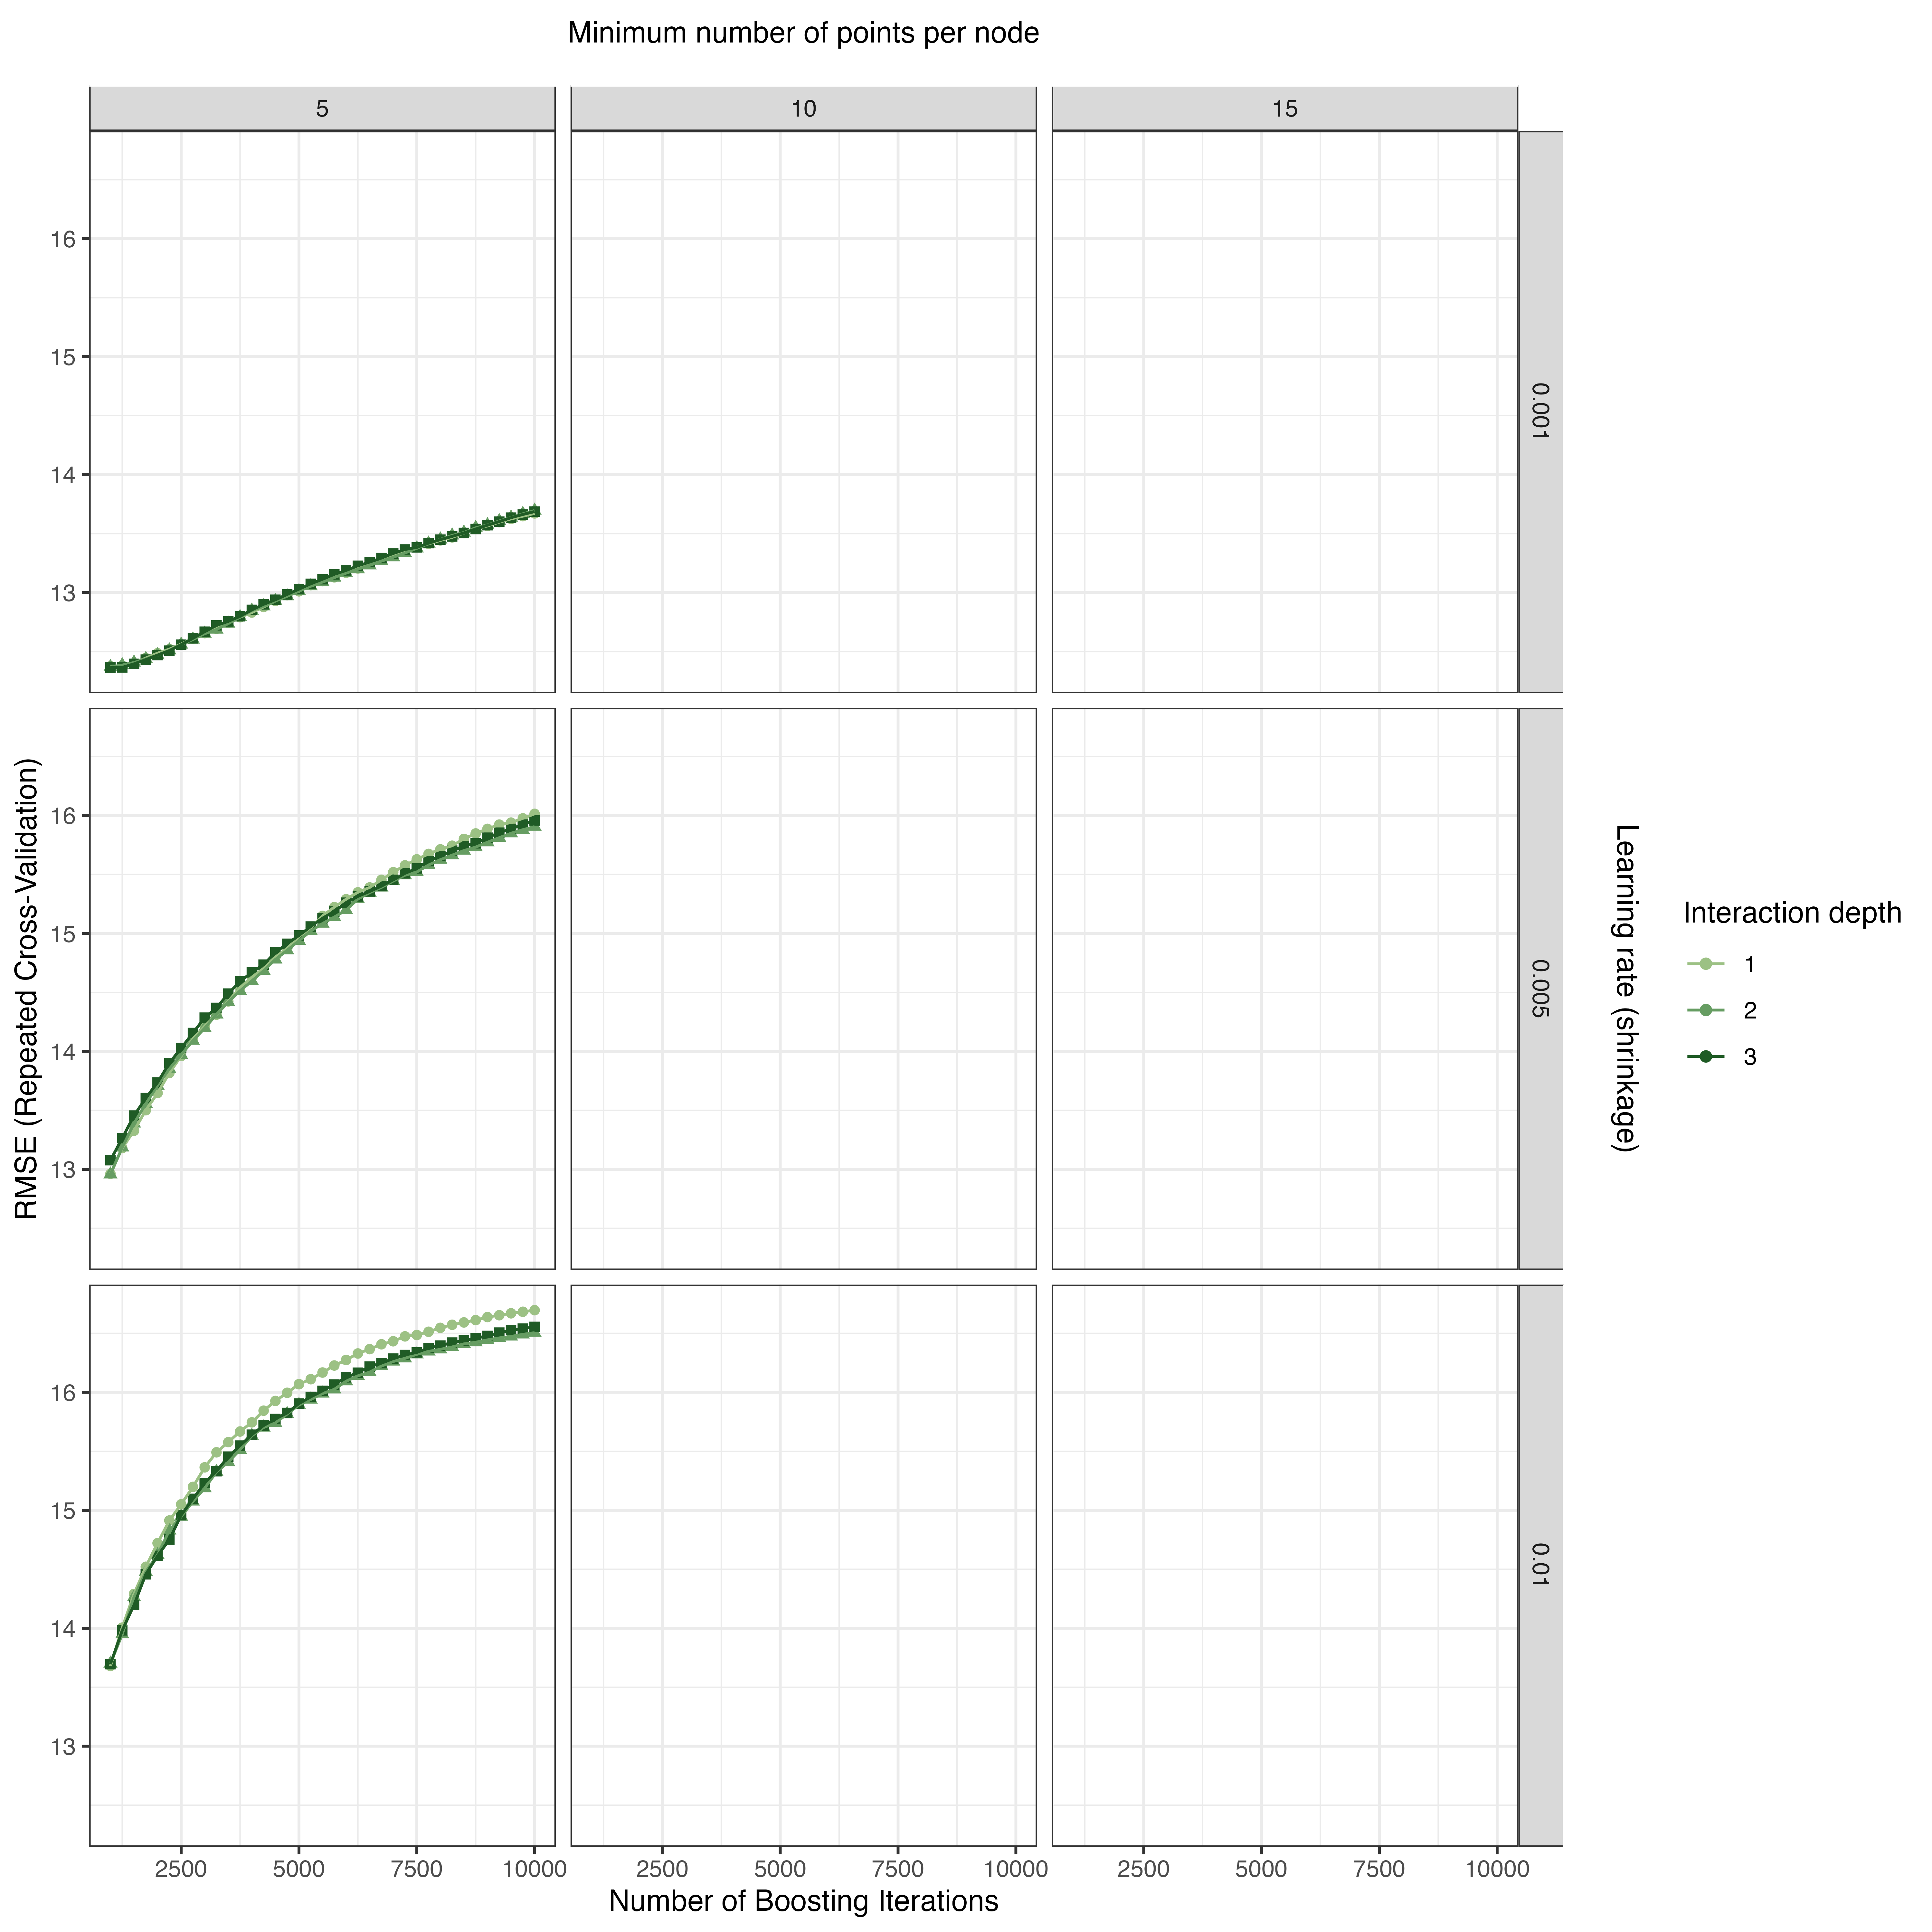 Minimum number of points per node
5 10 15
16
15
14
13
0.001
16
15
14
13
0.005
16
15
14
13
0.01
2500 5000 7500 10000 2500 5000 7500 10000 2500 5000 7500 10000
Number of Boosting Iterations
RMSE (Repeated Cross-Validation)
Learning rate (shrinkage)
Interaction depth
1
2
3